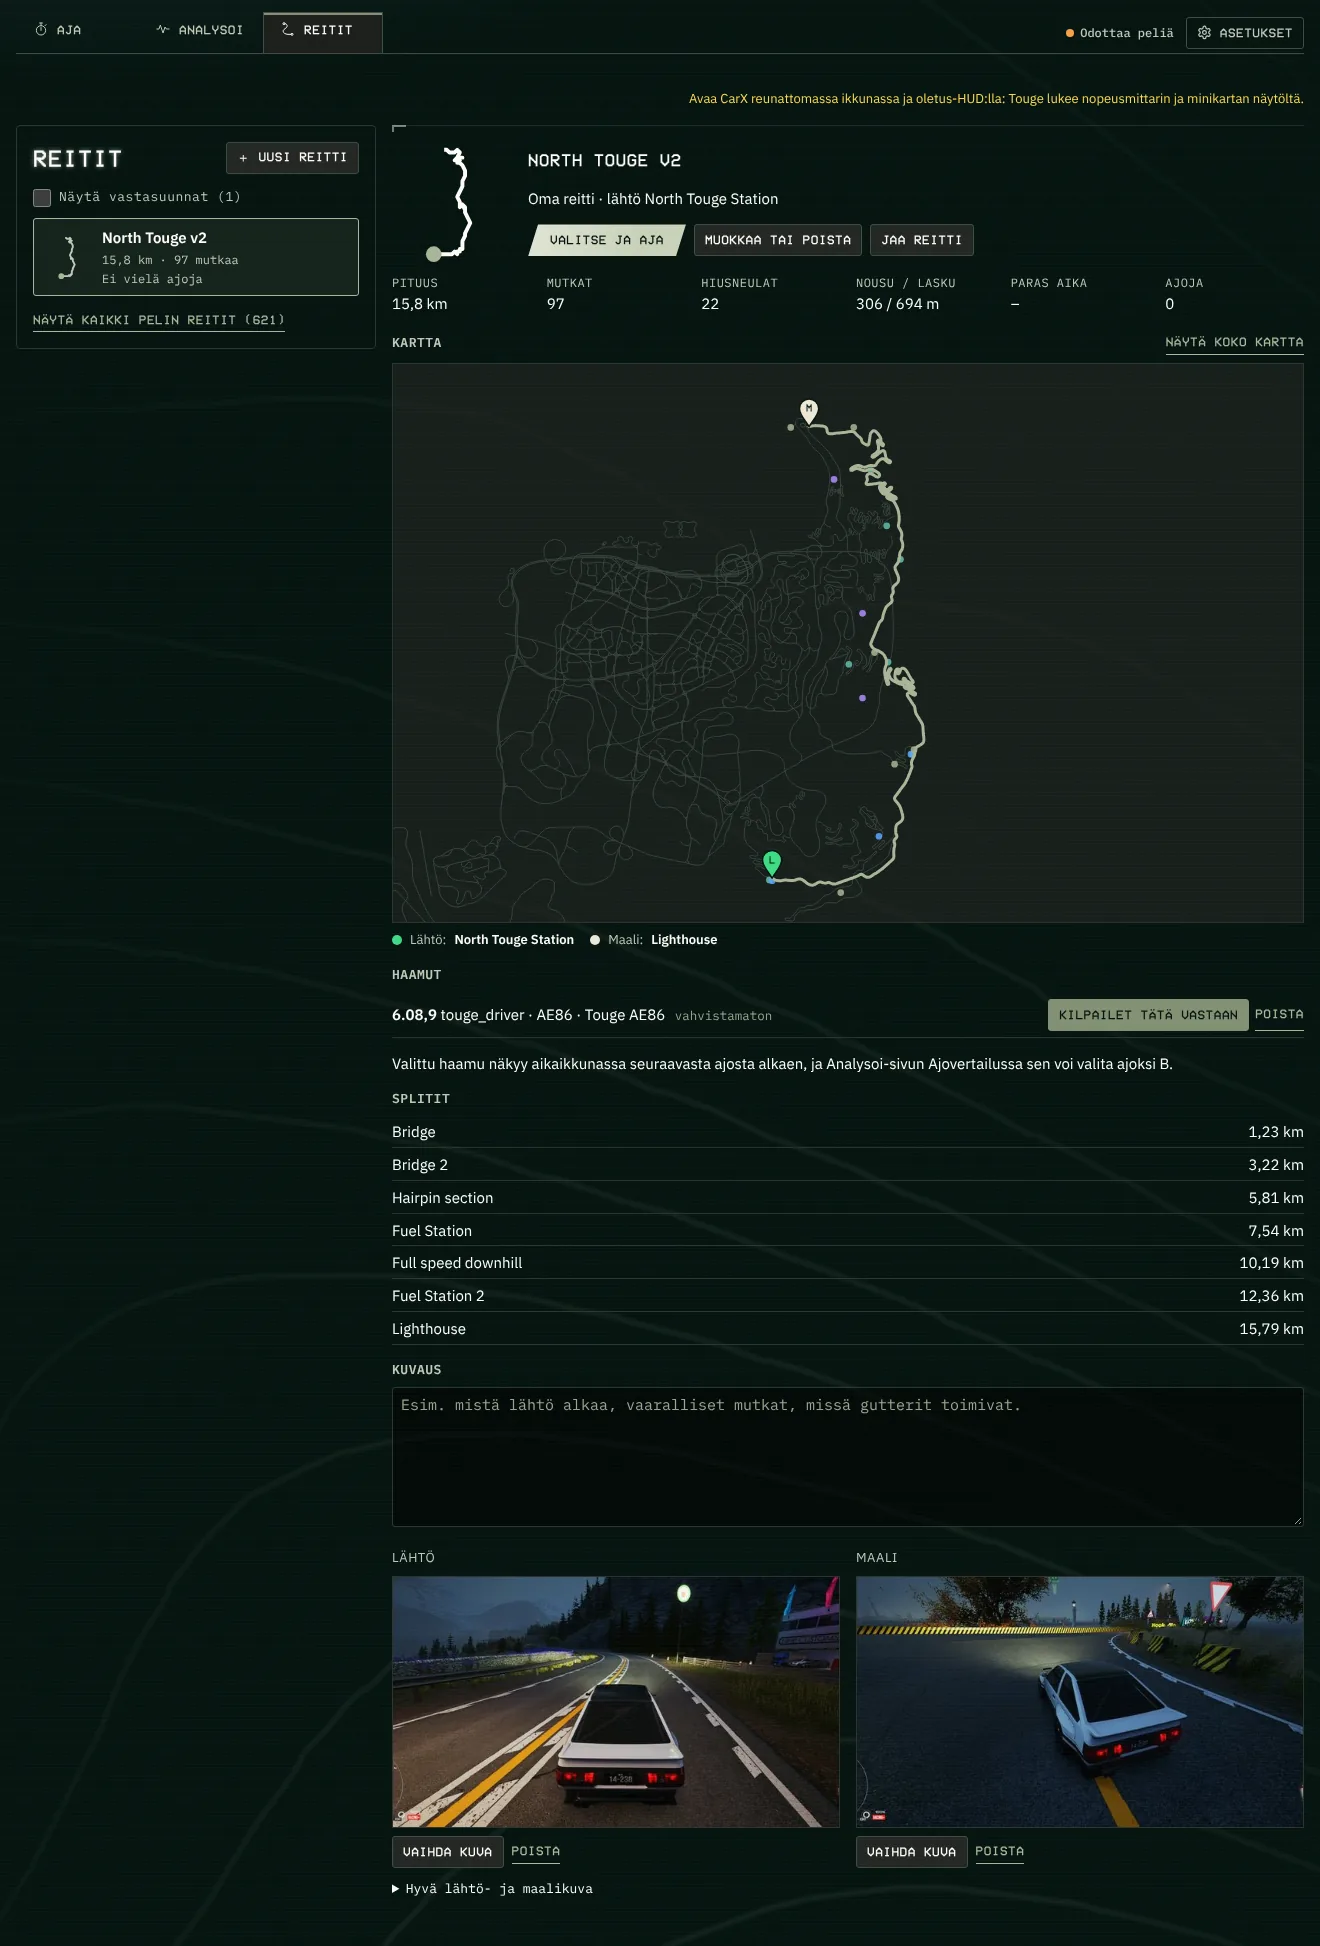 AJA
ANALYSOI
REITIT
Odottaa peliä
ASETUKSET
Avaa CarX reunattomassa ikkunassa ja oletus-HUD:lla: Touge lukee nopeusmittarin ja minikartan näytöltä.
REITIT
+ UUSI REITTI
Näytä vastasuunnat (1)
North Touge v2
15,8 km · 97 mutkaa
Ei vielä ajoja
NÄYTÄ KAIKKI PELIN REITIT (621)
NORTH TOUGE V2
Oma reitti · lähtö North Touge Station
VALITSE JA AJA
MUOKKAA TAI POISTA
JAA REITTI
PITUUS
15,8 km
MUTKAT
97
HIUSNEULAT
22
NOUSU / LASKU
306 / 694 m
PARAS AIKA
–
AJOJA
0
KARTTA
NÄYTÄ KOKO KARTTA
M
L
Lähtö: North Touge Station
Maali: Lighthouse
HAAMUT
6.08,9 touge_driver · AE86 · Touge AE86 vahvistamaton
KILPAILET TÄTÄ VASTAAN
POISTA
Valittu haamu näkyy aikaikkunassa seuraavasta ajosta alkaen, ja Analysoi-sivun Ajovertailussa sen voi valita ajoksi B.
SPLITIT
Bridge 1,23 km
Bridge 2 3,22 km
Hairpin section 5,81 km
Fuel Station 7,54 km
Full speed downhill 10,19 km
Fuel Station 2 12,36 km
Lighthouse 15,79 km
KUVAUS
Esim. mistä lähtö alkaa, vaaralliset mutkat, missä gutterit toimivat.
LÄHTÖ
MAALI
VAIHDA KUVA
POISTA
VAIHDA KUVA
POISTA
Hyvä lähtö- ja maalikuva